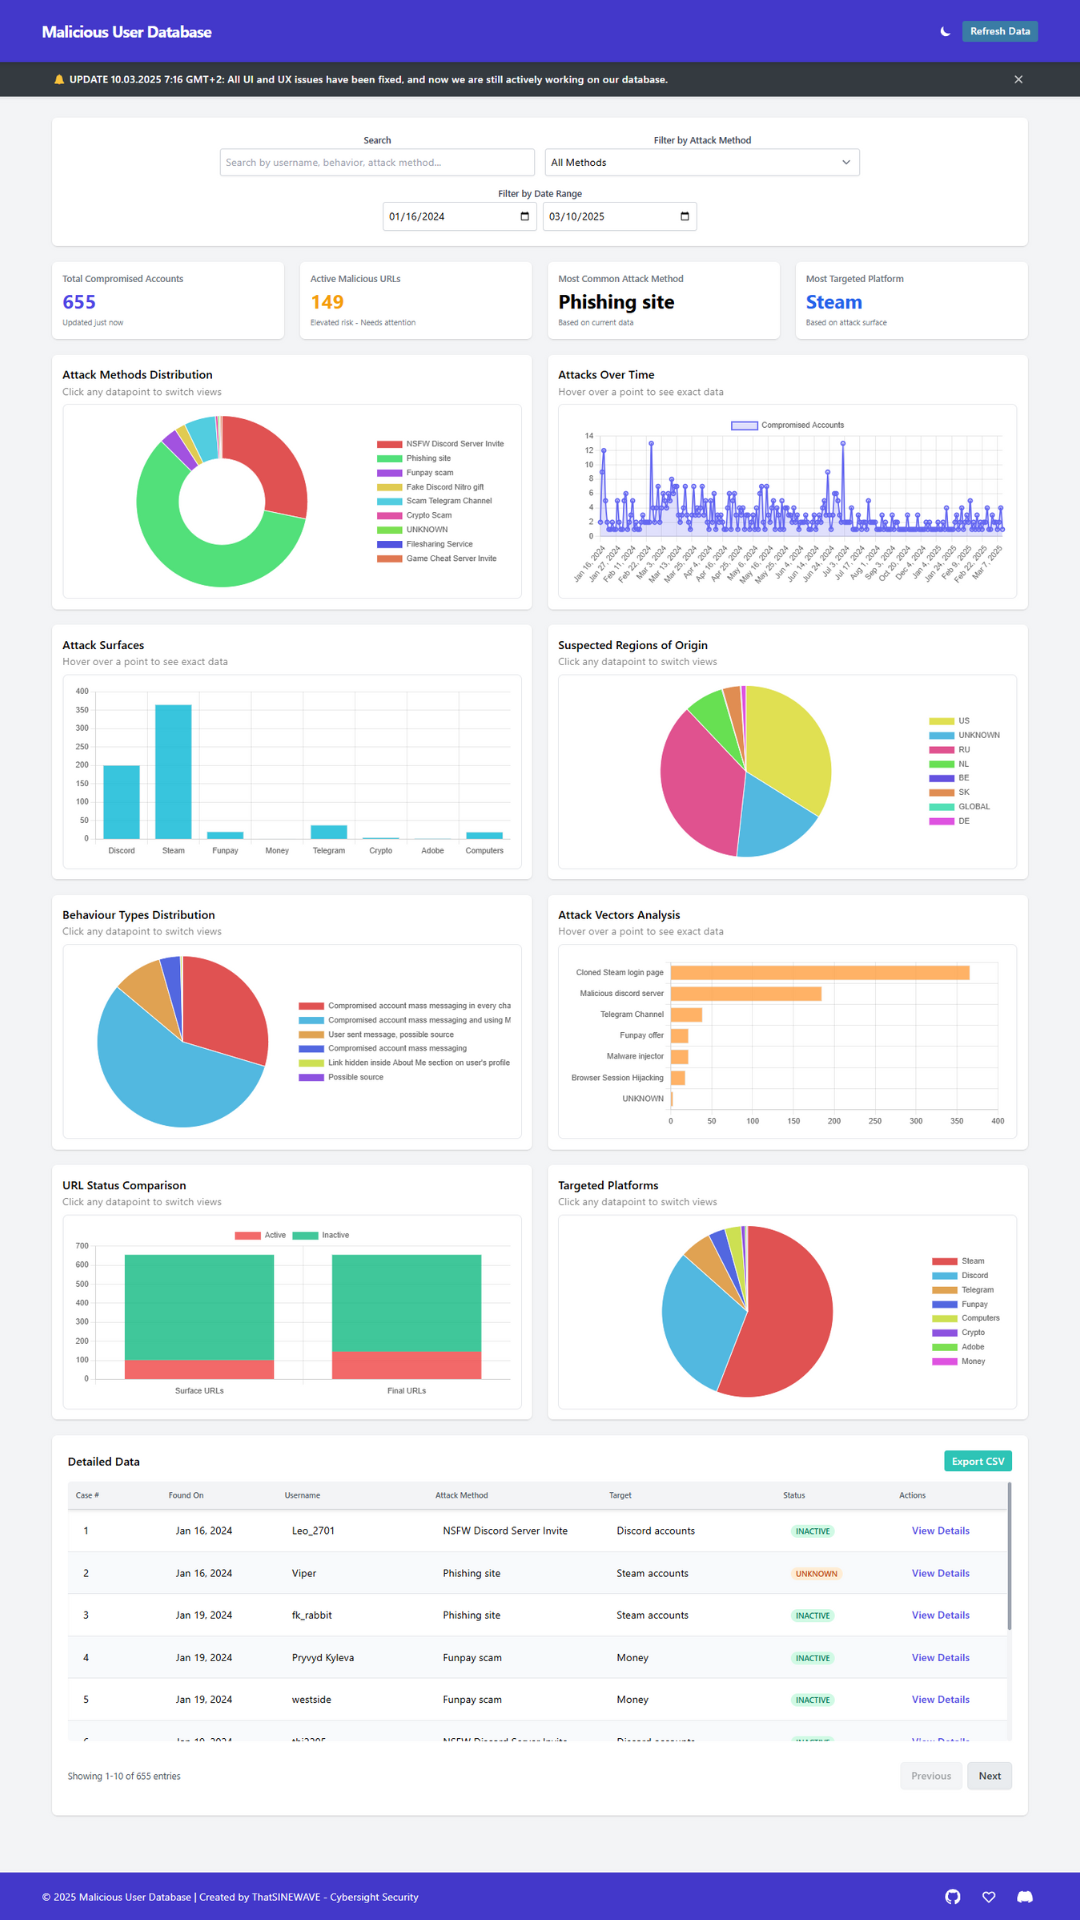 Malicious User Database
Refresh Data
UPDATE 10.03.2025 7:16 GMT+2: All UI and UX issues have been fixed, and now we are still actively working on our database.
Search
Search by username, behavior, attack method...
Filter by Attack Method
All Methods
Filter by Date Range
01/16/2024
03/10/2025
Total Compromised Accounts
655
Updated just now
Active Malicious URLs
149
Elevated risk - Needs attention
Most Common Attack Method
Phishing site
Based on current data
Most Targeted Platform
Steam
Based on attack surface
Attack Methods Distribution
Click any datapoint to switch views
NSFW Discord Server Invite
Phishing site
Funpay scam
Fake Discord Nitro gift
Scam Telegram Channel
Crypto Scam
UNKNOWN
Filesharing Service
Game Cheat Server Invite
Attacks Over Time
Hover over a point to see exact data
Compromised Accounts
14
12
10
8
6
4
2
0
Jan 16, 2024
Jan 27, 2024
Feb 11, 2024
Feb 22, 2024
Mar 3, 2024
Mar 13, 2024
Mar 25, 2024
Apr 4, 2024
Apr 16, 2024
Apr 25, 2024
May 6, 2024
May 16, 2024
May 25, 2024
Jun 4, 2024
Jun 14, 2024
Jun 24, 2024
Jul 3, 2024
Jul 17, 2024
Aug 1, 2024
Sep 3, 2024
Oct 20, 2024
Dec 4, 2024
Jan 4, 2025
Jan 24, 2025
Feb 9, 2025
Feb 22, 2025
Mar 7, 2025
Attack Surfaces
Hover over a point to see exact data
400
350
300
250
200
150
100
50
0
Discord
Steam
Funpay
Money
Telegram
Crypto
Adobe
Computers
Suspected Regions of Origin
Click any datapoint to switch views
US
UNKNOWN
RU
NL
BE
SK
GLOBAL
DE
Behaviour Types Distribution
Click any datapoint to switch views
Compromised account mass messaging in every cha
Compromised account mass messaging and using M
User sent message, possible source
Compromised account mass messaging
Link hidden inside About Me section on user's profile
Possible source
Attack Vectors Analysis
Hover over a point to see exact data
Cloned Steam login page
Malicious discord server
Telegram Channel
Funpay offer
Malware injector
Browser Session Hijacking
UNKNOWN
0 50 100 150 200 250 300 350 400
URL Status Comparison
Click any datapoint to switch views
Active
Inactive
700
600
500
400
300
200
100
0
Surface URLs
Final URLs
Targeted Platforms
Click any datapoint to switch views
Steam
Discord
Telegram
Funpay
Computers
Crypto
Adobe
Money
Detailed Data
Export CSV
Case # Found On Username Attack Method Target Status Actions
1 Jan 16, 2024 Leo_2701 NSFW Discord Server Invite Discord accounts INACTIVE View Details
2 Jan 16, 2024 Viper Phishing site Steam accounts UNKNOWN View Details
3 Jan 19, 2024 fk_rabbit Phishing site Steam accounts INACTIVE View Details
4 Jan 19, 2024 Pryvyd Kyleva Funpay scam Money INACTIVE View Details
5 Jan 19, 2024 westside Funpay scam Money INACTIVE View Details
Showing 1-10 of 655 entries
Previous
Next
© 2025 Malicious User Database | Created by ThatSINEWAVE - Cybersight Security